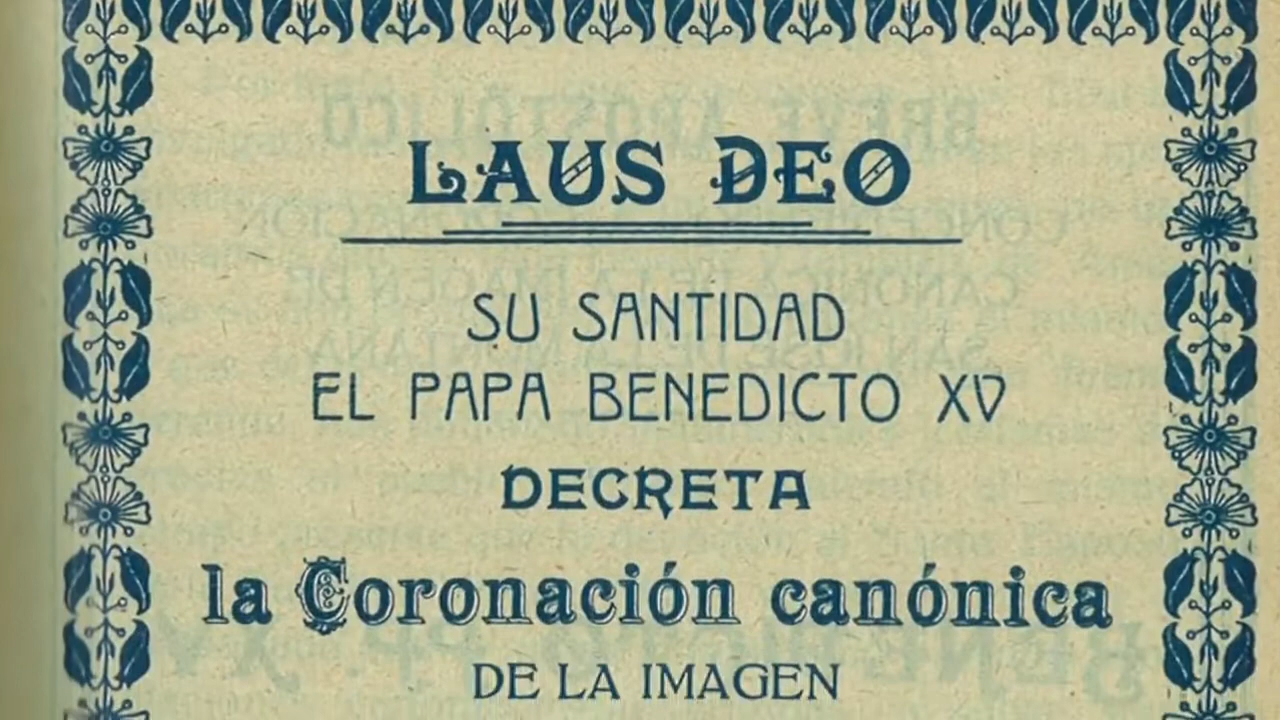 LAUS DEO
SU SANTIDAD
EL PAPA BENEDICTO XV
DECRETA
la Coronación canónica
DE LA IMAGEN